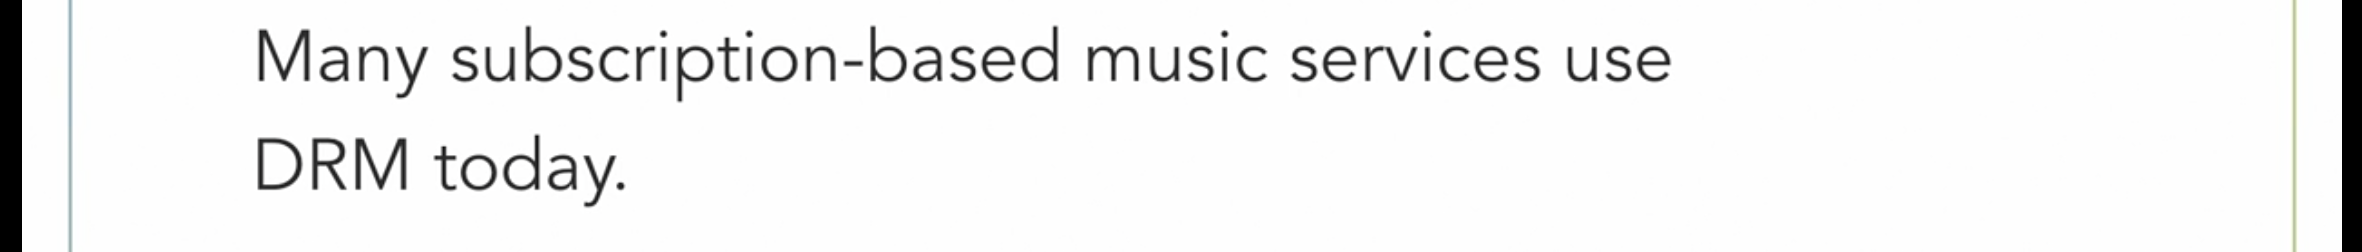 Many subscription-based music services use
DRM today.